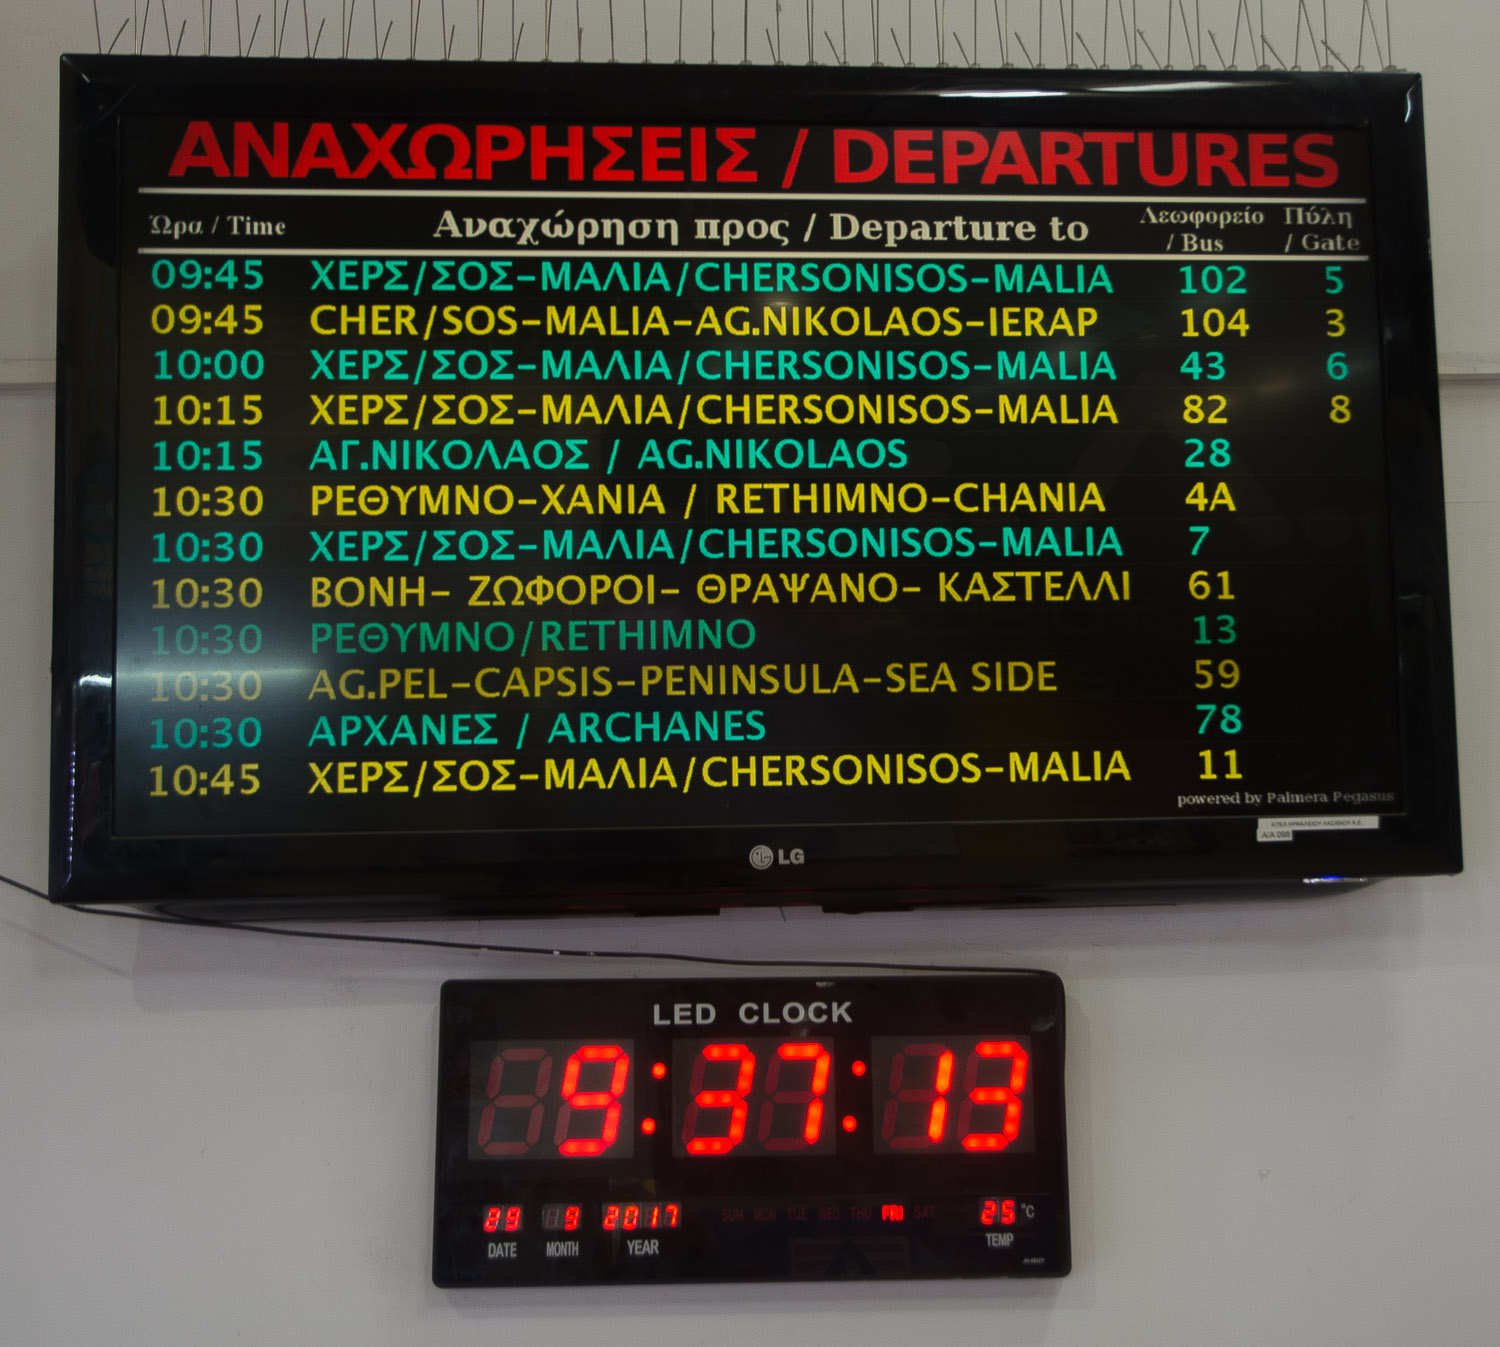 ΑΝΑΧΩΡΗΣΕΙΣ / DEPARTURES
Ώρα / Time Αναχώρηση προς / Departure to Λεωφορείο / Bus Πύλη / Gate
09:45 ΧΕΡΣ/ΣΟΣ-ΜΑΛΙΑ/CHERSONISOS-MALIA 102 5
09:45 CHER/SOS-MALIA-AG.NIKOLAOS-IERAP 104 3
10:00 ΧΕΡΣ/ΣΟΣ-ΜΑΛΙΑ/CHERSONISOS-MALIA 43 6
10:15 ΧΕΡΣ/ΣΟΣ-ΜΑΛΙΑ/CHERSONISOS-MALIA 82 8
10:15 ΑΓ.ΝΙΚΟΛΑΟΣ / AG.NIKOLAOS 28
10:30 ΡΕΘΥΜΝΟ-ΧΑΝΙΑ / RETHIMNO-CHANIA 4A
10:30 ΧΕΡΣ/ΣΟΣ-ΜΑΛΙΑ/CHERSONISOS-MALIA 7
10:30 ΒΟΝΗ- ΖΩΦΟΡΟΙ- ΘΡΑΨΑΝΟ- ΚΑΣΤΕΛΛΙ 61
10:30 ΡΕΘΥΜΝΟ/RETHIMNO 13
10:30 AG.PEL-CAPSIS-PENINSULA-SEA SIDE 59
10:30 ΑΡΧΑΝΕΣ / ARCHANES 78
10:45 ΧΕΡΣ/ΣΟΣ-ΜΑΛΙΑ/CHERSONISOS-MALIA 11
powered by Palmera Pegasus
A/A 098
LG
LED CLOCK
9:37:13
29 9 2017 SUN MON TUE WED THU FRI SAT 25 °C
DATE MONTH YEAR TEMP